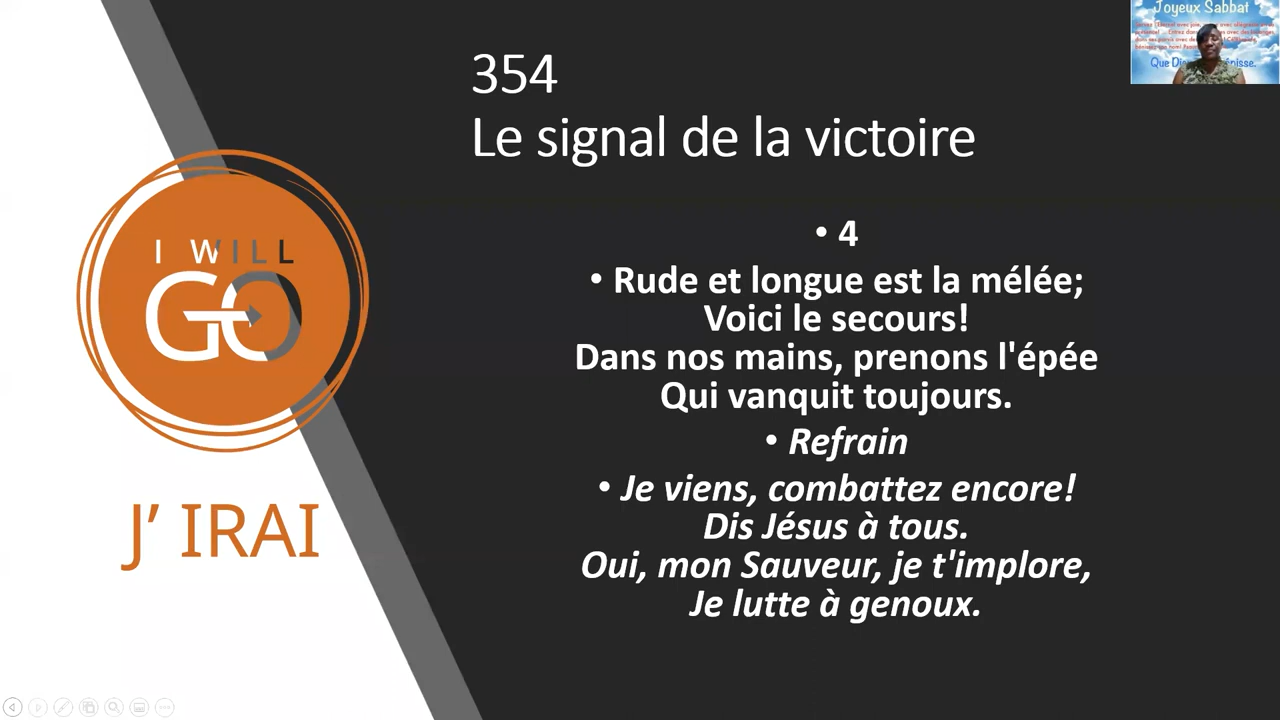 354
Le signal de la victoire
• 4
• Rude et longue est la mélée;
Voici le secours!
Dans nos mains, prenons l'épée
Qui vanquit toujours.
• Refrain
• Je viens, combattez encore!
Dis Jésus à tous.
Oui, mon Sauveur, je t'implore,
Je lutte à genoux.
I WILL
GO
J' IRAI
Joyeux Sabbat
Que